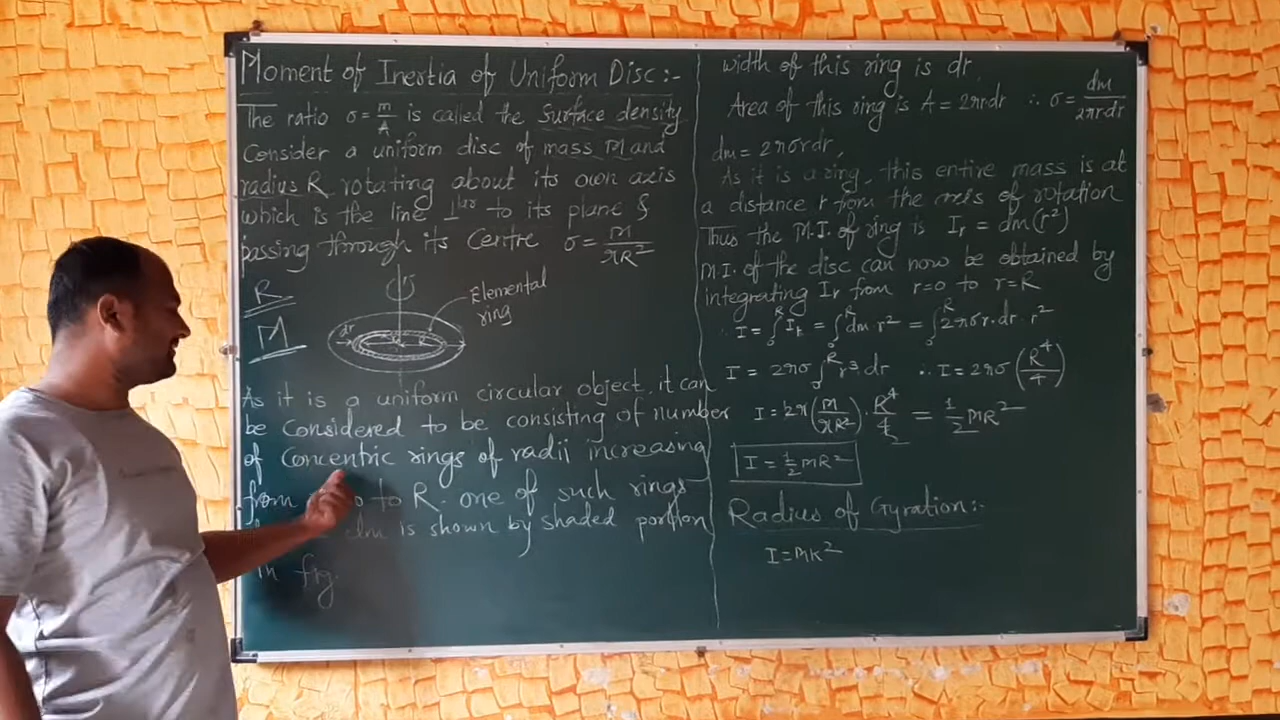 Moment of Inertia of Uniform Disc:-
The ratio σ = m/A is called the Surface density
Consider a uniform disc of mass M and
radius R rotating about its own axis
which is the line ⊥lar to its plane &
passing through its Centre σ = M/πR²
R
M
Elemental
ring
dr
As it is a uniform circular object, it can
be considered to be consisting of number
of Concentric rings of radii increasing
from o to R. one of such rings
dm is shown by shaded portion
in fig.
width of this ring is dr
Area of this ring is A = 2πrdr ∴ σ = dm/2πrdr
dm = 2πσrdr
As it is a ring, this entire mass is at
a distance r from the axis of rotation
Thus the M.I. of ring is Ir = dm(r²)
M.I. of the disc can now be obtained by
integrating Ir from r=0 to r=R
∴ I = ∫₀ᴿ Ir = ∫₀ᴿ dm r² = ∫₀ᴿ 2πσr.dr r²
I = 2πσ ∫₀ᴿ r³ dr ∴ I = 2πσ (R⁴/4)
I = 2π (M/πR²) . R⁴/4 = 1/2 MR²
I = 1/2 MR²
Radius of Gyration:-
I = MK²